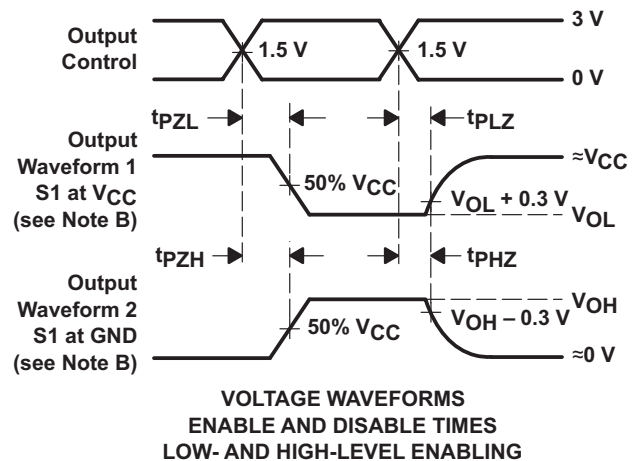 Output
Control
1.5 V
1.5 V
3 V
0 V
tPZL
tPLZ
Output
Waveform 1
S1 at VCC
(see Note B)
50% VCC
≈VCC
VOL + 0.3 V
VOL
tPZH
tPHZ
Output
Waveform 2
S1 at GND
(see Note B)
50% VCC
VOH
VOH – 0.3 V
≈0 V
VOLTAGE WAVEFORMS
ENABLE AND DISABLE TIMES
LOW- AND HIGH-LEVEL ENABLING